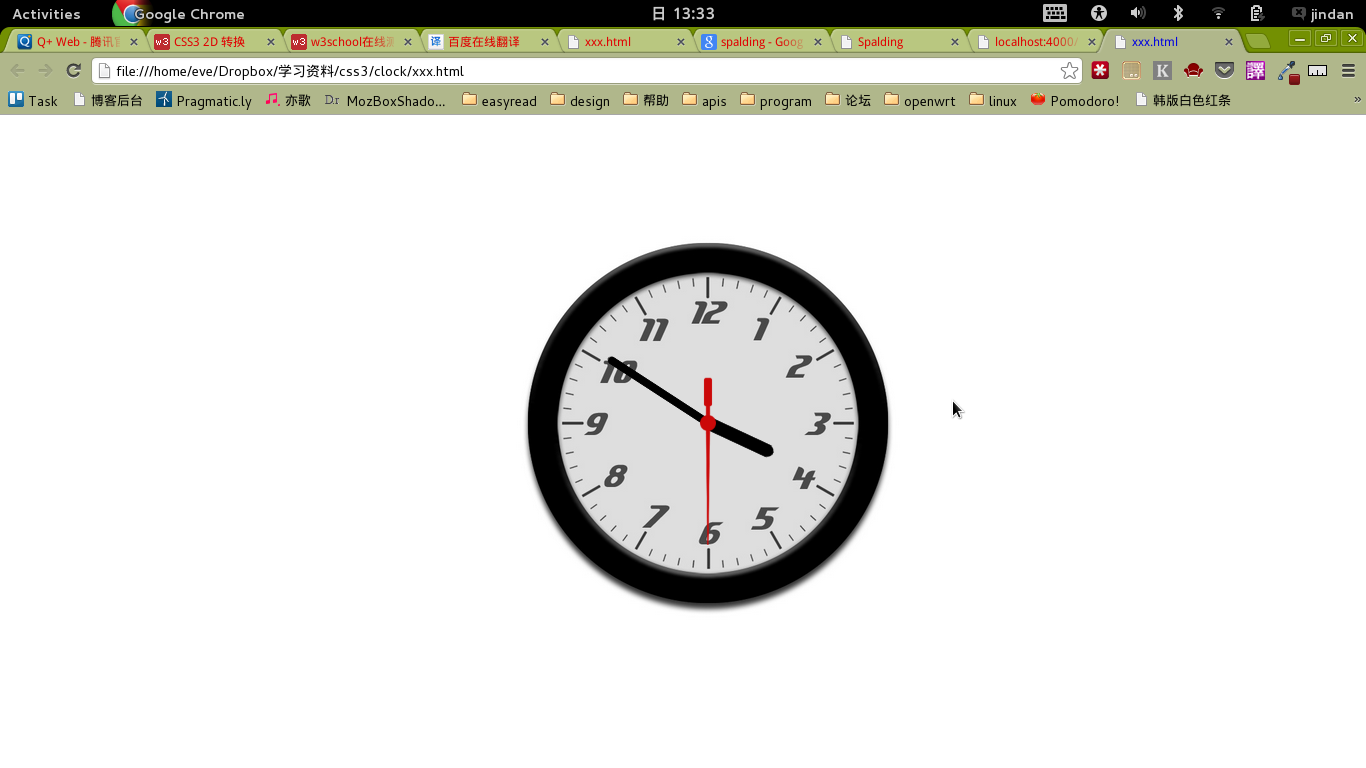 Activities Google Chrome 日 13:33 jindan
Q+ Web - 腾讯 CSS3 2D 转换 w3school在线 百度在线翻译 xxx.html spalding - Goog Spalding localhost:4000/ xxx.html
file:///home/eve/Dropbox/学习资料/css3/clock/xxx.html
Task 博客后台 Pragmatic.ly 亦歌 Dr MozBoxShado... easyread design 帮助 apis program 论坛 openwrt linux Pomodoro! 韩版白色红条 »
12
11 1
10 2
9 3
8 4
7 5
6